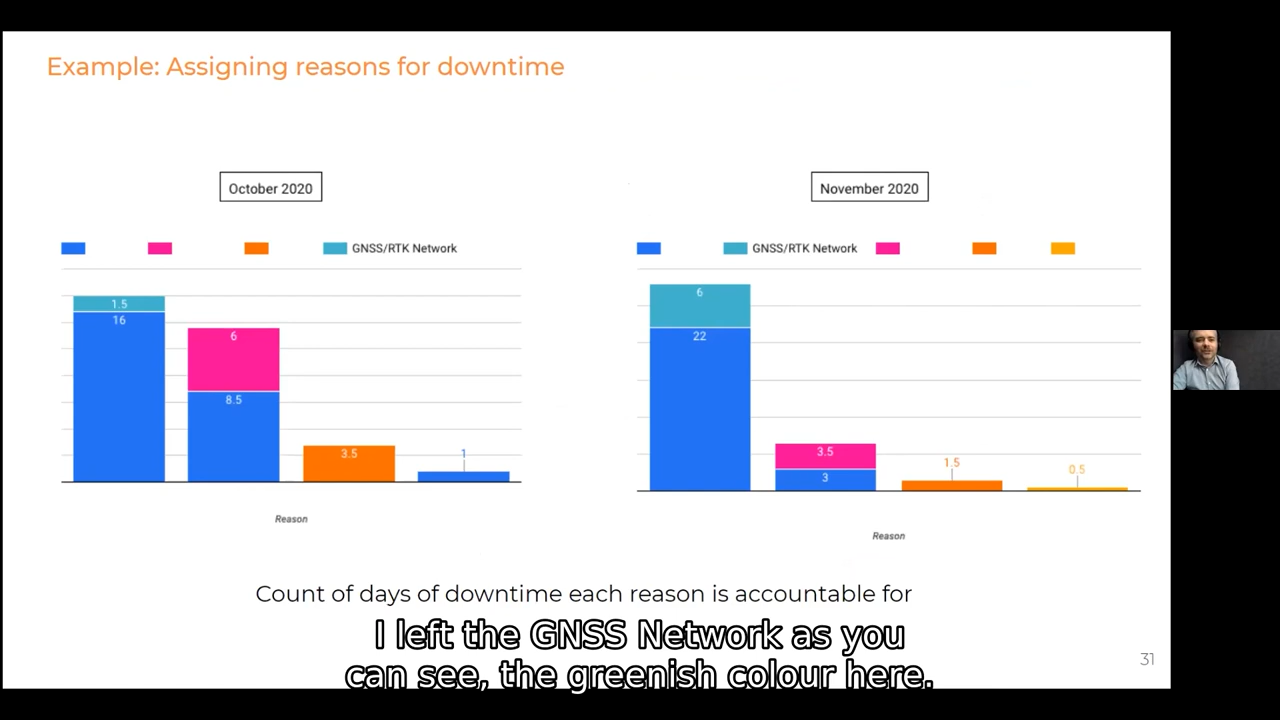 Example: Assigning reasons for downtime
October 2020
November 2020
GNSS/RTK Network
GNSS/RTK Network
1.5
16
6
8.5
3.5
1
6
22
3.5
3
1.5
0.5
Reason
Reason
Count of days of downtime each reason is accountable for
I left the GNSS Network as you
can see, the greenish colour here.
31